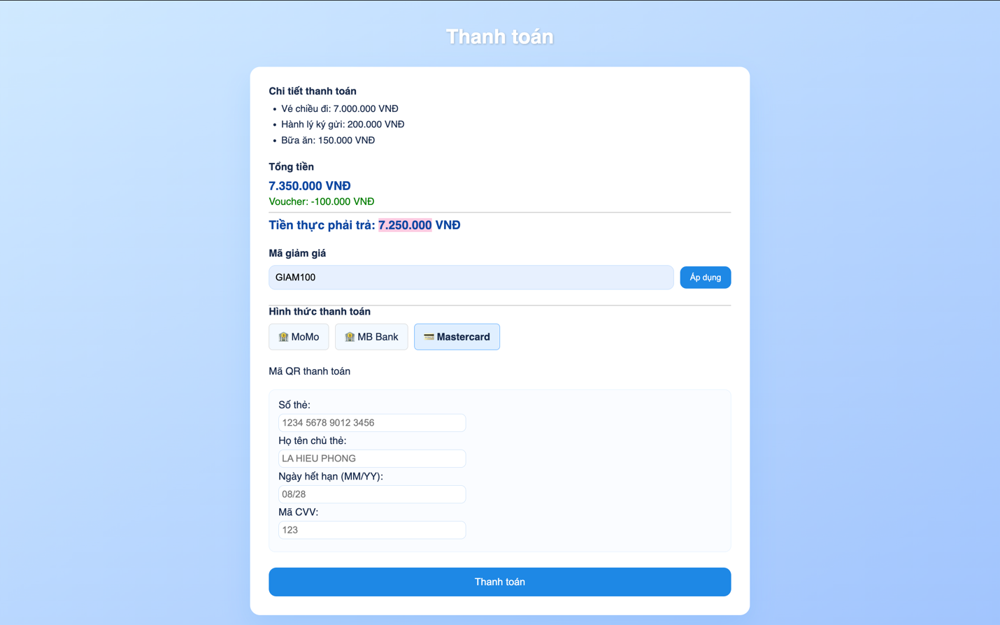 Thanh toán
Chi tiết thanh toán
• Vé chiều đi: 7.000.000 VNĐ
• Hành lý ký gửi: 200.000 VNĐ
• Bữa ăn: 150.000 VNĐ
Tổng tiền
7.350.000 VNĐ
Voucher: -100.000 VNĐ
Tiền thực phải trả: 7.250.000 VNĐ
Mã giảm giá
GIAM100
Áp dụng
Hình thức thanh toán
MoMo
MB Bank
Mastercard
Mã QR thanh toán
Số thẻ:
1234 5678 9012 3456
Họ tên chủ thẻ:
LA HIEU PHONG
Ngày hết hạn (MM/YY):
08/28
Mã CVV:
123
Thanh toán